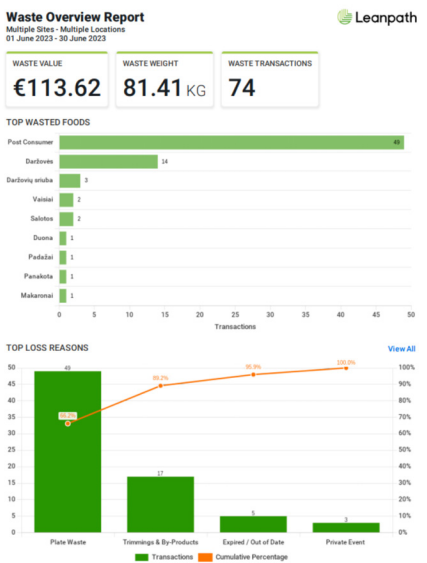 Waste Overview Report
Leanpath
Multiple Sites - Multiple Locations
01 June 2023 - 30 June 2023
WASTE VALUE
€113.62
WASTE WEIGHT
81.41 KG
WASTE TRANSACTIONS
74
TOP WASTED FOODS
Post Consumer 49
Daržovės 14
Daržovių sriuba 3
Vaisiai 2
Salotos 2
Duona 1
Padažai 1
Panakota 1
Makaronai 1
0 5 10 15 20 25 30 35 40 45 50
Transactions
TOP LOSS REASONS
View All
50 100%
45 90%
40 80%
35 70%
30 60%
25 50%
20 40%
15 30%
10 20%
5 10%
0 0%
49 17 5 3
66.2% 89.2% 95.9% 100.0%
Plate Waste Trimmings & By-Products Expired / Out of Date Private Event
Transactions Cumulative Percentage